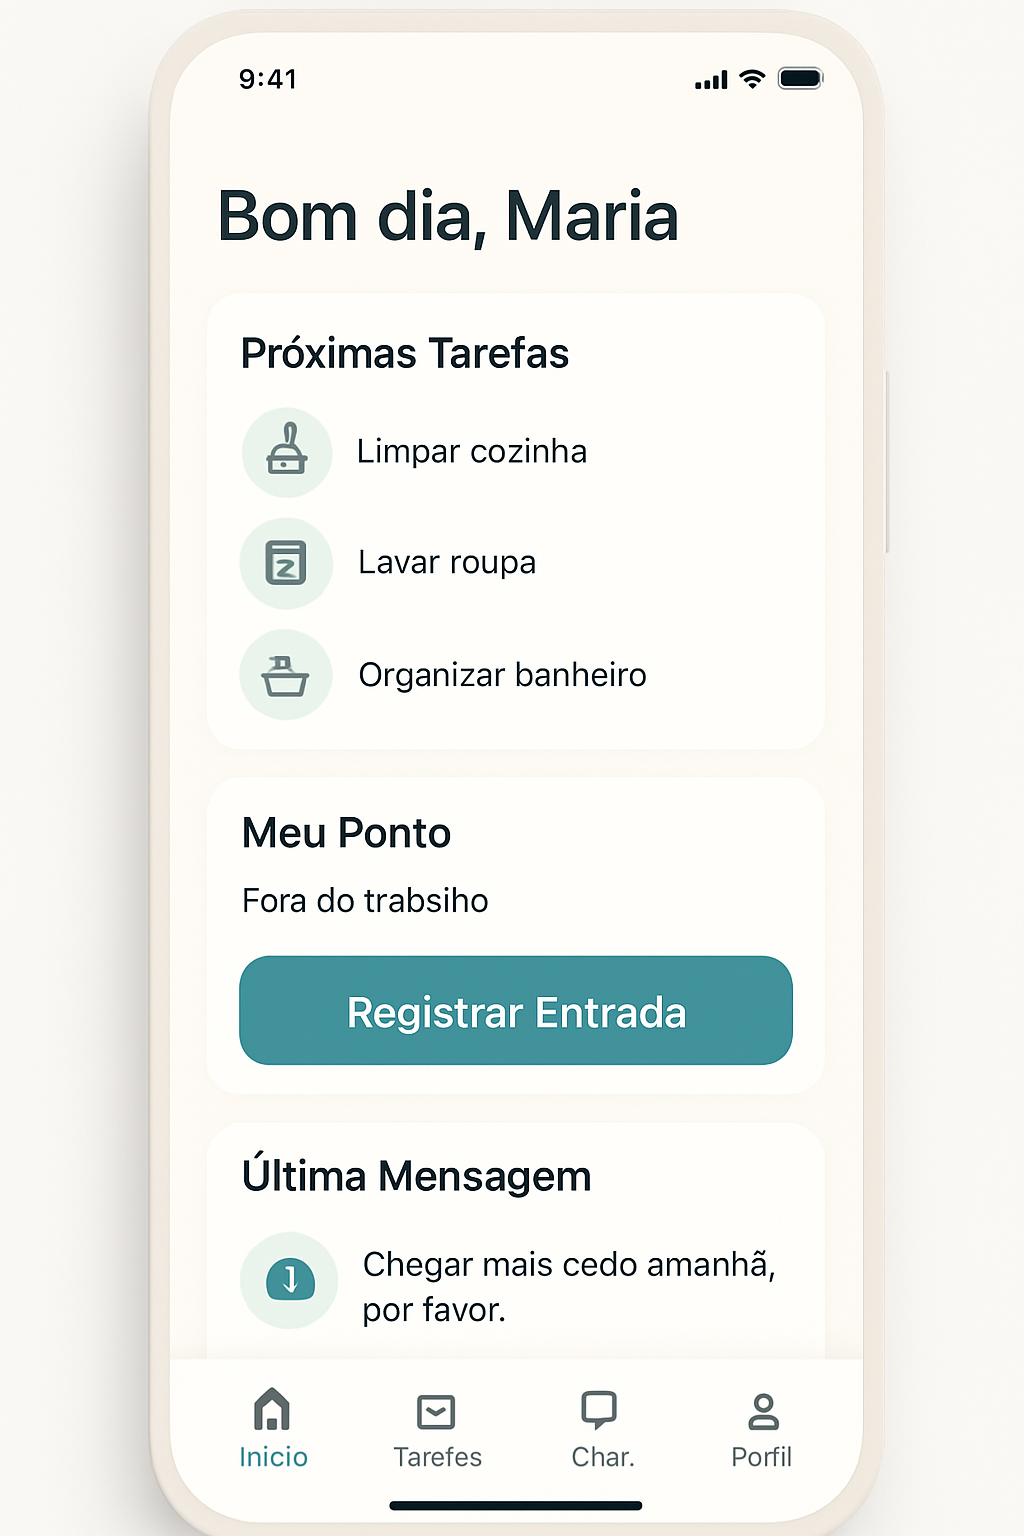 9:41
Bom dia, Maria
Próximas Tarefas
Limpar cozinha
Lavar roupa
Organizar banheiro
Meu Ponto
Fora do trabsiho
Registrar Entrada
Última Mensagem
Chegar mais cedo amanhã,
por favor.
Inicio Tarefes Char. Porfil